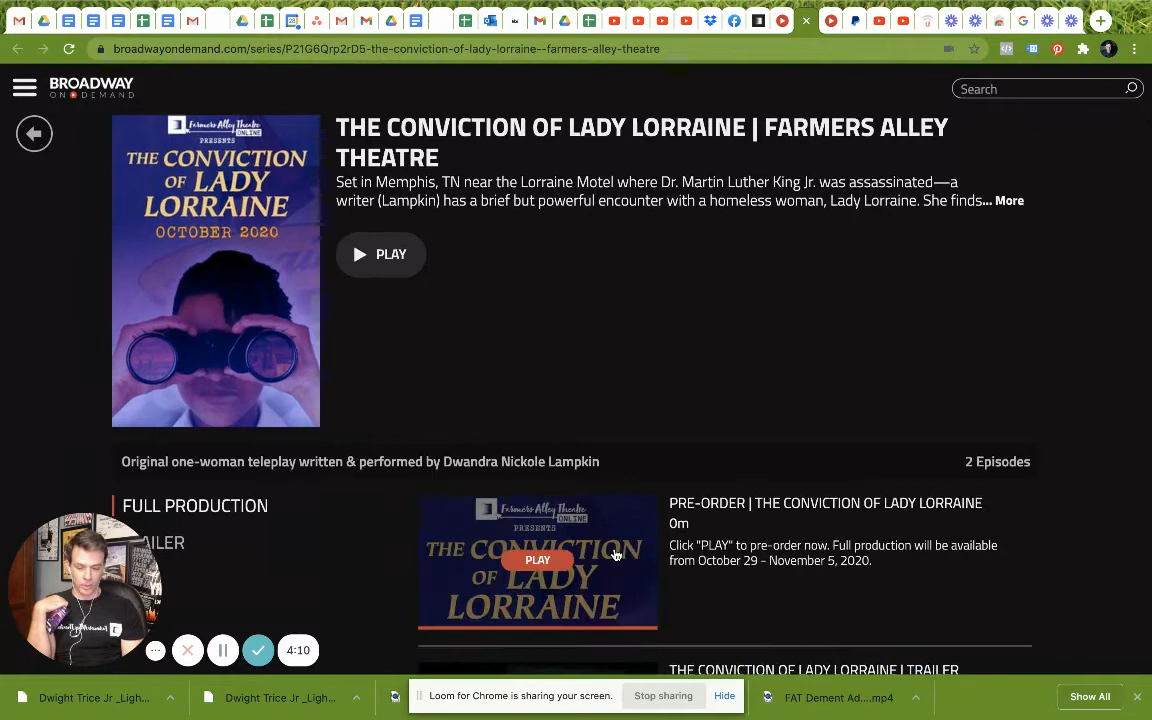 broadwayondemand.com/series/P21G6Qrp2rD5-the-conviction-of-lady-lorraine--farmers-alley-theatre
BROADWAY
ON DEMAND
Search
Farmers Alley Theatre
ONLINE
PRESENTS
THE CONVICTION
OF LADY
LORRAINE
OCTOBER 2020
THE CONVICTION OF LADY LORRAINE | FARMERS ALLEY
THEATRE
Set in Memphis, TN near the Lorraine Motel where Dr. Martin Luther King Jr. was assassinated—a
writer (Lampkin) has a brief but powerful encounter with a homeless woman, Lady Lorraine. She finds... More
PLAY
Original one-woman teleplay written & performed by Dwandra Nickole Lampkin
2 Episodes
FULL PRODUCTION
AILER
Farmers Alley Theatre
ONLINE
PRESENTS
THE CONVICTION
OF LADY
LORRAINE
PLAY
PRE-ORDER | THE CONVICTION OF LADY LORRAINE
0m
Click "PLAY" to pre-order now. Full production will be available
from October 29 - November 5, 2020.
THE CONVICTION OF LADY LORRAINE | TRAILER
4:10
Dwight Trice Jr _Ligh...
Dwight Trice Jr _Ligh...
Loom for Chrome is sharing your screen.
Stop sharing
Hide
FAT Dement Ad....mp4
Show All